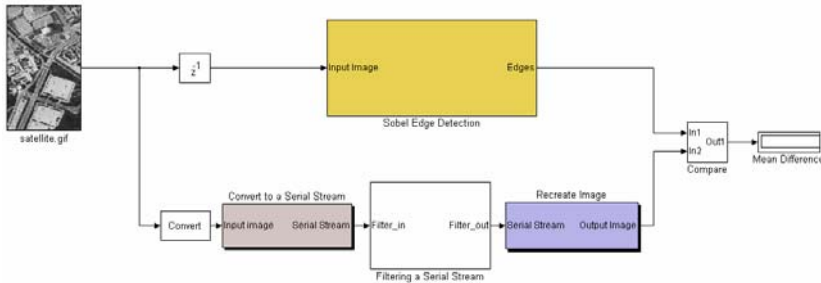 satellite.gif
z-1
Input Image Edges
Sobel Edge Detection
In1
In2
Out1
Compare
Mean Difference
Convert
Convert to a Serial Stream
Input image Serial Stream
Filter_in Filter_out
Filtering a Serial Stream
Recreate Image
Serial Stream Output Image